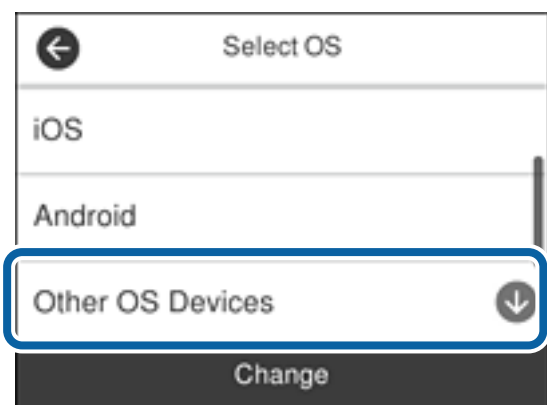 Select OS
iOS
Android
Other OS Devices
Change